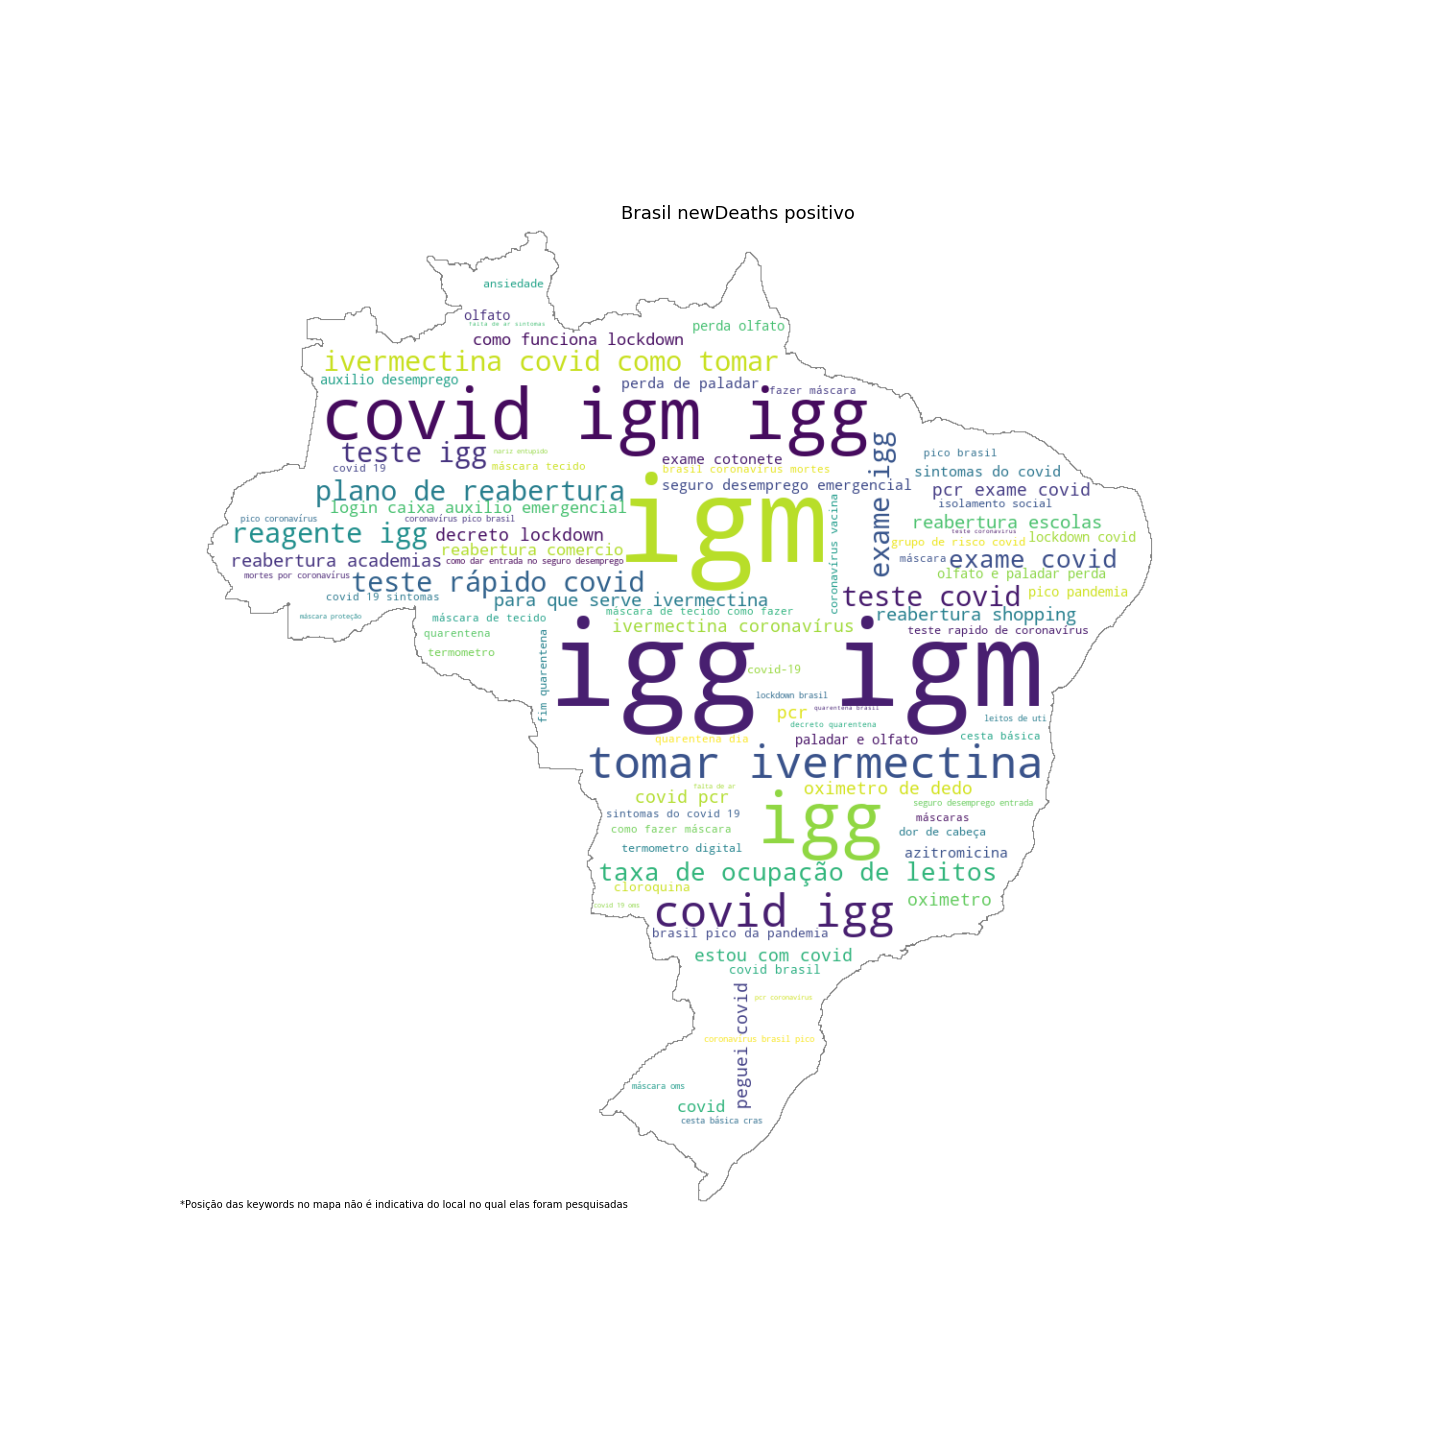 Brasil newDeaths positivo
ansiedade
olfato
falta de ar sintomas
perda olfato
como funciona lockdown
ivermectina covid como tomar
auxilio desemprego
perda de paladar
fazer máscara
covid igm igg
teste igg
nariz entupido
exame cotonete
exame igg
pico brasil
covid 19
máscara tecido
brasil coronavírus mortes
sintomas do covid
plano de reabertura
igm
seguro desemprego emergencial
pcr exame covid
login caixa auxilio emergencial
coronavírus vacina
isolamento social
pico coronavírus
coronavírus pico brasil
reabertura escolas
reagente igg
decreto lockdown
teste coronavirus
lockdown covid
reabertura comercio
grupo de risco covid
reabertura academias
como dar entrada no seguro desemprego
máscara
exame covid
mortes por coronavírus
teste rápido covid
olfato e paladar perda
covid 19 sintomas
para que serve ivermectina
teste covid
pico pandemia
máscara proteção
máscara de tecido
máscara de tecido como fazer
reabertura shopping
quarentena
ivermectina coronavírus
teste rapido de coronavírus
termometro
fim quarentena
igg igm
covid-19
lockdown brasil
pcr
quarentena brasil
leitos de uti
decreto quarentena
quarentena dia
paladar e olfato
cesta básica
tomar ivermectina
falta de ar
oximetro de dedo
covid pcr
igg
seguro desemprego entrada
sintomas do covid 19
máscaras
como fazer máscara
dor de cabeça
termometro digital
azitromicina
taxa de ocupação de leitos
cloroquina
oximetro
covid 19 oms
covid igg
brasil pico da pandemia
estou com covid
covid brasil
peguei covid
pcr coronavírus
coronavirus brasil pico
máscara oms
covid
cesta básica cras
*Posição das keywords no mapa não é indicativa do local no qual elas foram pesquisadas